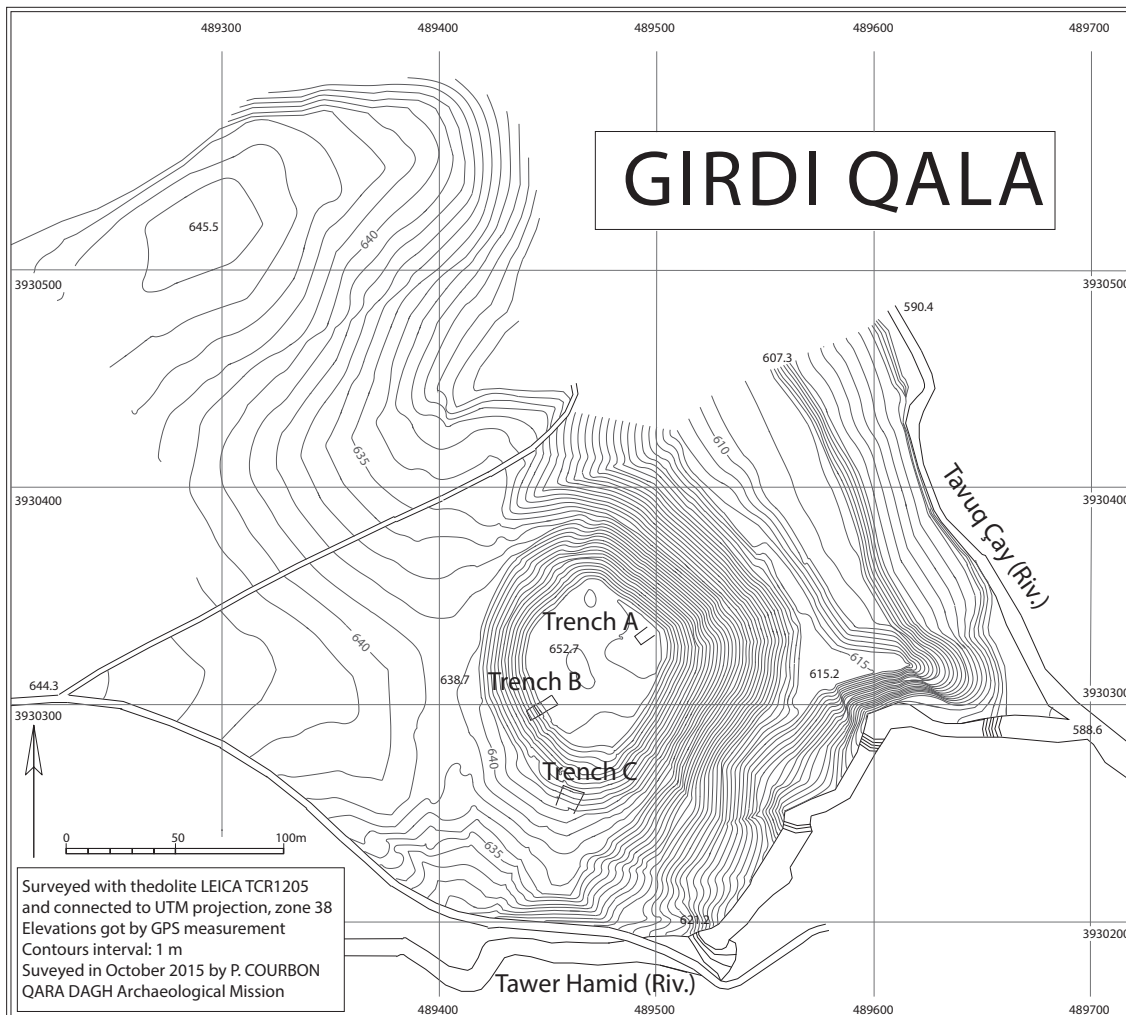 489300 489400 489500 489600 489700
GIRDI QALA
645.5
640
3930500 3930500
590.4
607.3
610
635
3930400 3930400
Tavuq Çay (Riv.)
Trench A
652.7
640
615
615.2
638.7
644.3
Trench B
3930300 3930300
588.6
640
Trench C
0 50 100m
635
Surveyed with thedolite LEICA TCR1205
and connected to UTM projection, zone 38
Elevations got by GPS measurement
Contours interval: 1 m
Suveyed in October 2015 by P. COURBON
QARA DAGH Archaeological Mission
621.2
3930200
Tawer Hamid (Riv.)
489400 489500 489600 489700